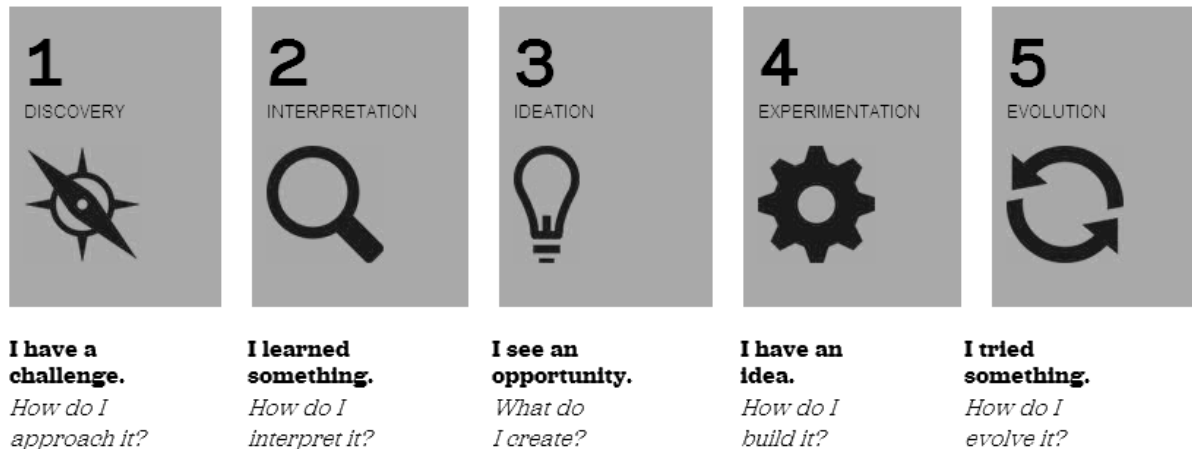 1
DISCOVERY
2
INTERPRETATION
3
IDEATION
4
EXPERIMENTATION
5
EVOLUTION
I have a
challenge.
How do I
approach it?
I learned
something.
How do I
interpret it?
I see an
opportunity.
What do
I create?
I have an
idea.
How do I
build it?
I tried
something.
How do I
evolve it?